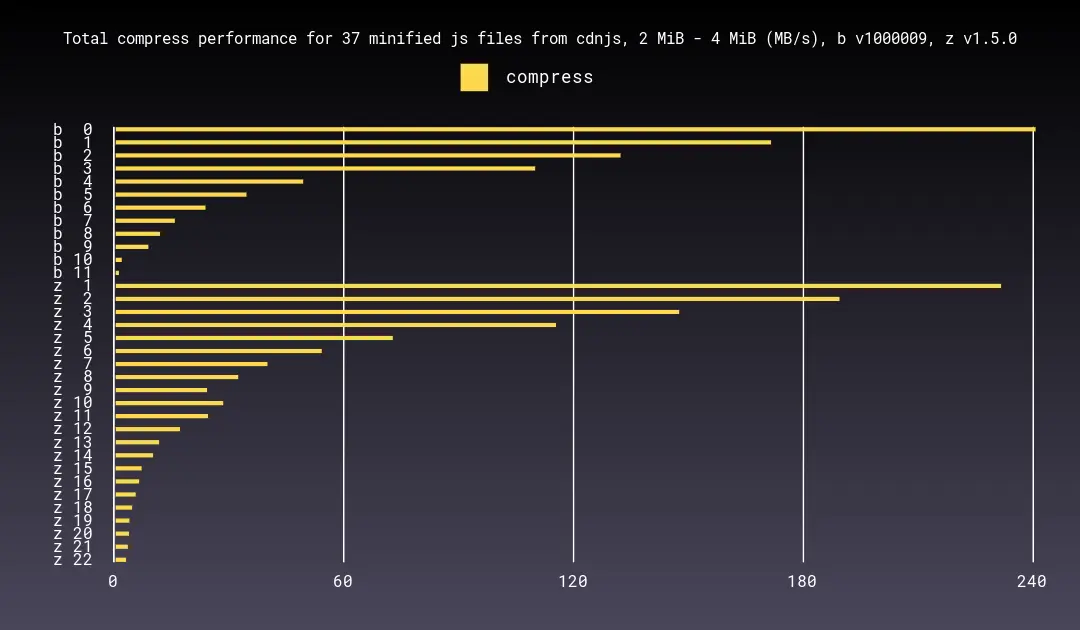 Total compress performance for 37 minified js files from cdnjs, 2 MiB - 4 MiB (MB/s), b v1000009, z v1.5.0
compress
b 0
b 1
b 2
b 3
b 4
b 5
b 6
b 7
b 8
b 9
b 10
b 11
z 1
z 2
z 3
z 4
z 5
z 6
z 7
z 8
z 9
z 10
z 11
z 12
z 13
z 14
z 15
z 16
z 17
z 18
z 19
z 20
z 21
z 22
0 60 120 180 240